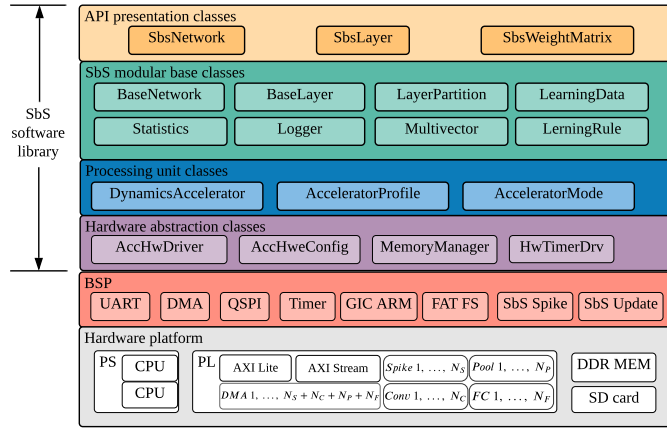 API presentation classes
SbsNetwork SbsLayer SbsWeightMatrix
SbS modular base classes
BaseNetwork BaseLayer LayerPartition LearningData
Statistics Logger Multivector LerningRule
SbS
software
library
Processing unit classes
DynamicsAccelerator AcceleratorProfile AcceleratorMode
Hardware abstraction classes
AccHwDriver AccHweConfig MemoryManager HwTimerDrv
BSP
UART DMA QSPI Timer GIC ARM FAT FS SbS Spike SbS Update
Hardware platform
PS CPU PL AXI Lite AXI Stream Spike 1, …, N_S Pool 1, …, N_P DDR MEM
CPU DMA 1, …, N_S + N_C + N_P + N_F Conv 1, …, N_C FC 1, …, N_F SD card